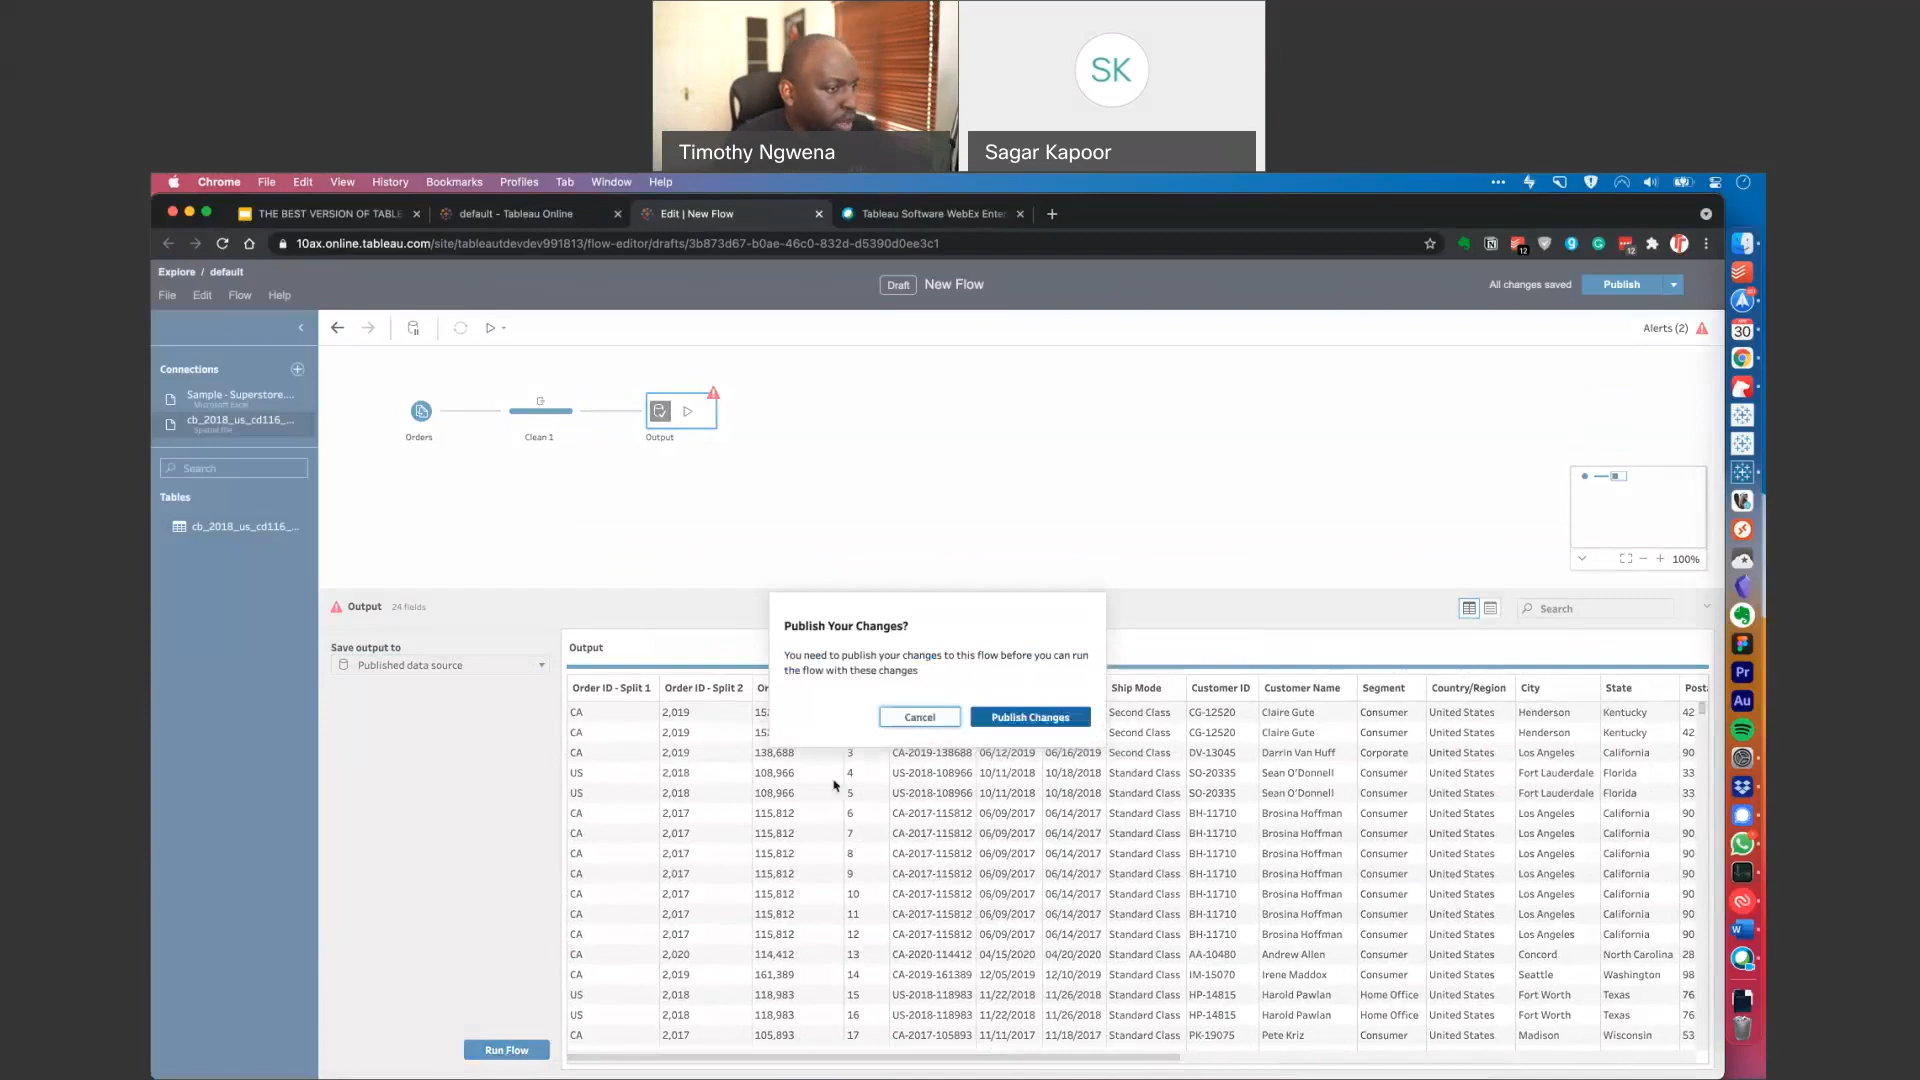 SK
Timothy Ngwena
Sagar Kapoor
Chrome File Edit View History Bookmarks Profiles Tab Window Help
THE BEST VERSION OF TABLE
default - Tableau Online
Edit | New Flow
Tableau Software WebEx Enter
10ax.online.tableau.com/site/tableautdevdev991813/flow-editor/drafts/3b873d67-b0ae-46c0-832d-d5390d0ee3c1
12
12
Explore / default
File Edit Flow Help
Draft New Flow
All changes saved
Publish
30
Alerts (2)
Connections
Sample - Superstore....
Microsoft Excel
cb_2018_us_cd116_...
Spatial file
Search
Tables
cb_2018_us_cd116_...
Orders
Clean 1
Output
100%
Output 24 fields
Search
Save output to
Published data source
Run Flow
Publish Your Changes?
You need to publish your changes to this flow before you can run
the flow with these changes
Cancel
Publish Changes
Output
Order ID - Split 1 Order ID - Split 2 Or Ship Mode Customer ID Customer Name Segment Country/Region City State Posta
CA 2,019 15 Second Class CG-12520 Claire Gute Consumer United States Henderson Kentucky 42
CA 2,019 15 Second Class CG-12520 Claire Gute Consumer United States Henderson Kentucky 42
CA 2,019 138,688 3 CA-2019-138688 06/12/2019 06/16/2019 Second Class DV-13045 Darrin Van Huff Corporate United States Los Angeles California 90
US 2,018 108,966 4 US-2018-108966 10/11/2018 10/18/2018 Standard Class SO-20335 Sean O'Donnell Consumer United States Fort Lauderdale Florida 33
US 2,018 108,966 5 US-2018-108966 10/11/2018 10/18/2018 Standard Class SO-20335 Sean O'Donnell Consumer United States Fort Lauderdale Florida 33
CA 2,017 115,812 6 CA-2017-115812 06/09/2017 06/14/2017 Standard Class BH-11710 Brosina Hoffman Consumer United States Los Angeles California 90
CA 2,017 115,812 7 CA-2017-115812 06/09/2017 06/14/2017 Standard Class BH-11710 Brosina Hoffman Consumer United States Los Angeles California 90
CA 2,017 115,812 8 CA-2017-115812 06/09/2017 06/14/2017 Standard Class BH-11710 Brosina Hoffman Consumer United States Los Angeles California 90
CA 2,017 115,812 9 CA-2017-115812 06/09/2017 06/14/2017 Standard Class BH-11710 Brosina Hoffman Consumer United States Los Angeles California 90
CA 2,017 115,812 10 CA-2017-115812 06/09/2017 06/14/2017 Standard Class BH-11710 Brosina Hoffman Consumer United States Los Angeles California 90
CA 2,017 115,812 11 CA-2017-115812 06/09/2017 06/14/2017 Standard Class BH-11710 Brosina Hoffman Consumer United States Los Angeles California 90
CA 2,017 115,812 12 CA-2017-115812 06/09/2017 06/14/2017 Standard Class BH-11710 Brosina Hoffman Consumer United States Los Angeles California 90
CA 2,020 114,412 13 CA-2020-114412 04/15/2020 04/20/2020 Standard Class AA-10480 Andrew Allen Consumer United States Concord North Carolina 28
CA 2,019 161,389 14 CA-2019-161389 12/05/2019 12/10/2019 Standard Class IM-15070 Irene Maddox Consumer United States Seattle Washington 98
US 2,018 118,983 15 US-2018-118983 11/22/2018 11/26/2018 Standard Class HP-14815 Harold Pawlan Home Office United States Fort Worth Texas 76
US 2,018 118,983 16 US-2018-118983 11/22/2018 11/26/2018 Standard Class HP-14815 Harold Pawlan Home Office United States Fort Worth Texas 76
CA 2,017 105,893 17 CA-2017-105893 11/11/2017 11/18/2017 Standard Class PK-19075 Pete Kriz Consumer United States Madison Wisconsin 53
Pr
Au
W